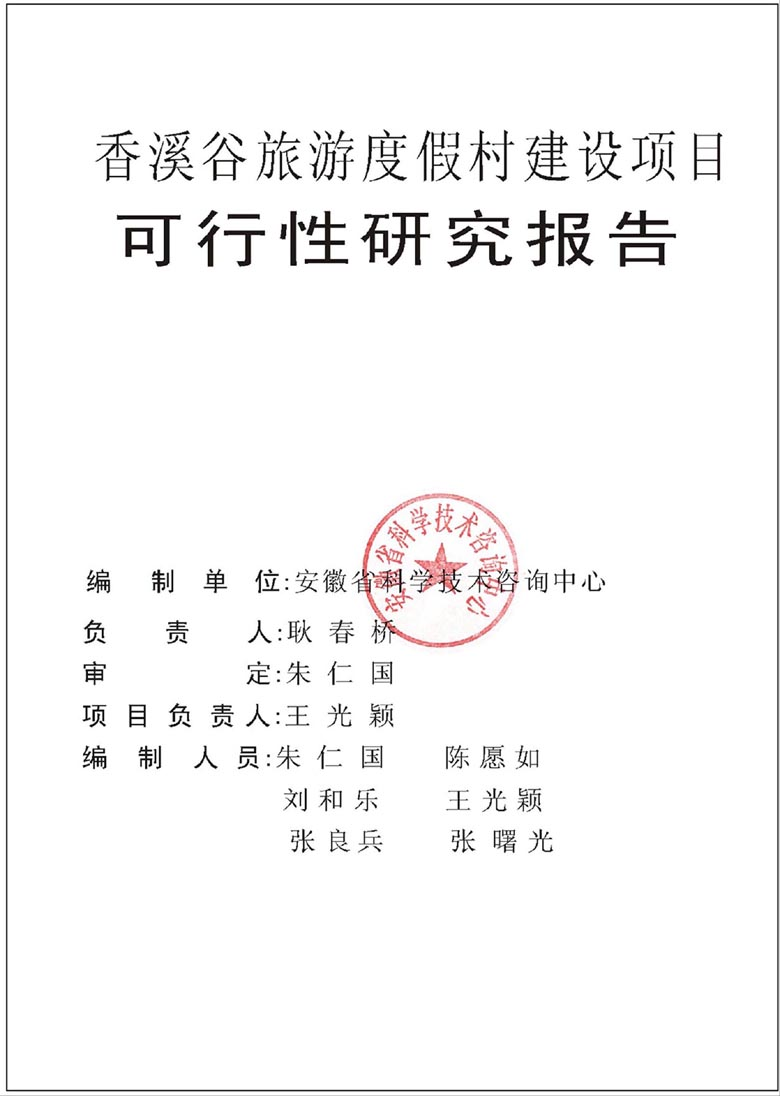 香溪谷旅游度假村建设项目
可行性研究报告
安徽省科学技术咨询中心
编制单位:安徽省科学技术咨询中心
负责人:耿春桥
审定:朱仁国
项目负责人:王光颖
编制人员:朱仁国 陈愿如
刘和乐 王光颖
张良兵 张曙光